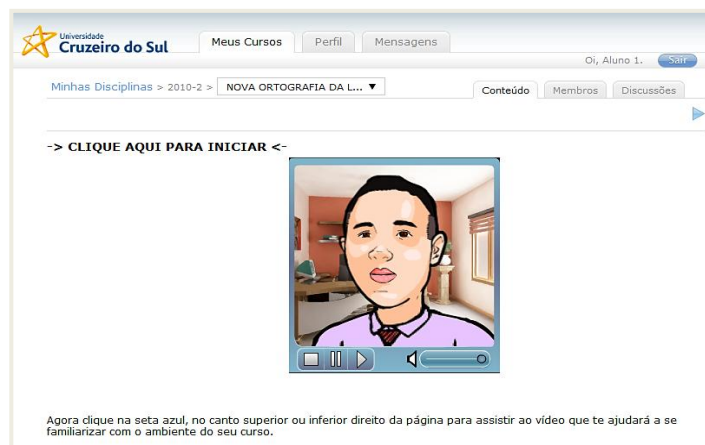 Universidade
Cruzeiro do Sul
Meus Cursos Perfil Mensagens
Oi, Aluno 1. Sair
Minhas Disciplinas > 2010-2 > NOVA ORTOGRAFIA DA L... ▼
Conteúdo Membros Discussões
-> CLIQUE AQUI PARA INICIAR <-
Agora clique na seta azul, no canto superior ou inferior direito da página para assistir ao vídeo que te ajudará a se
familiarizar com o ambiente do seu curso.